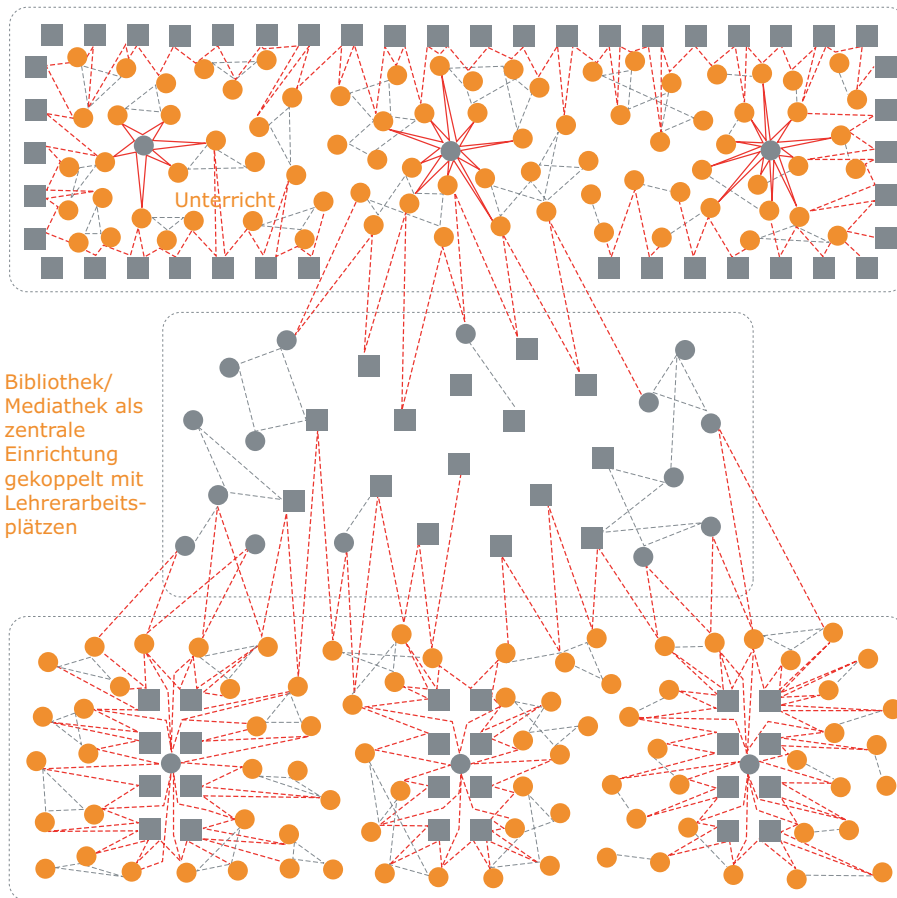 Unterricht
Bibliothek/
Mediathek als
zentrale
Einrichtung
gekoppelt mit
Lehrerarbeits-
plätzen